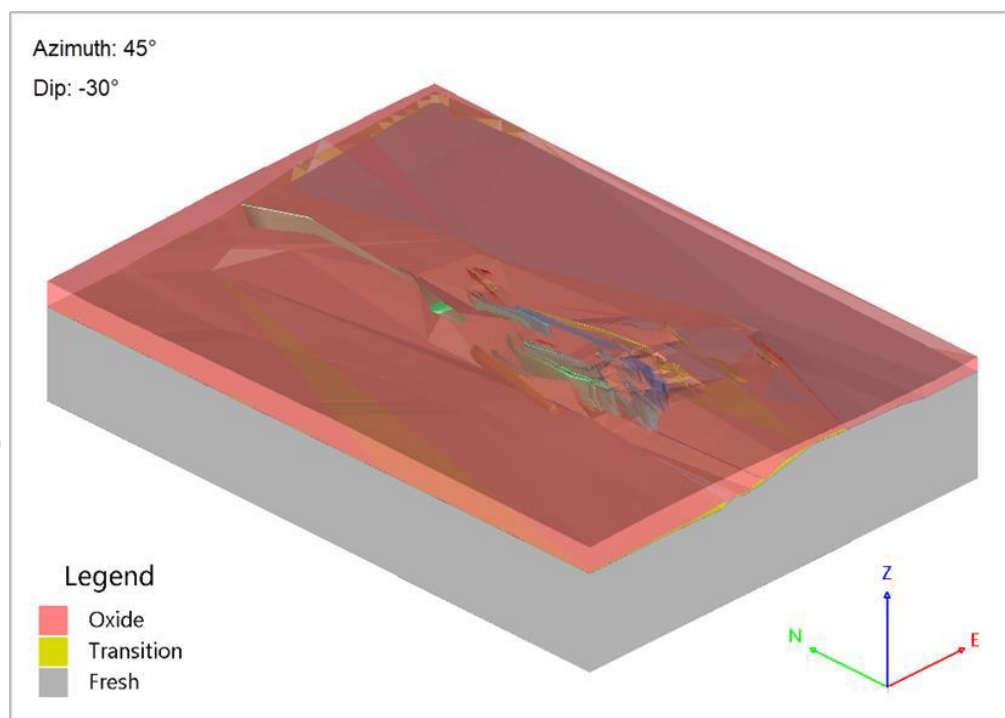 Azimuth: 45°
Dip: -30°
Legend
Oxide
Transition
Fresh
Z
N
E